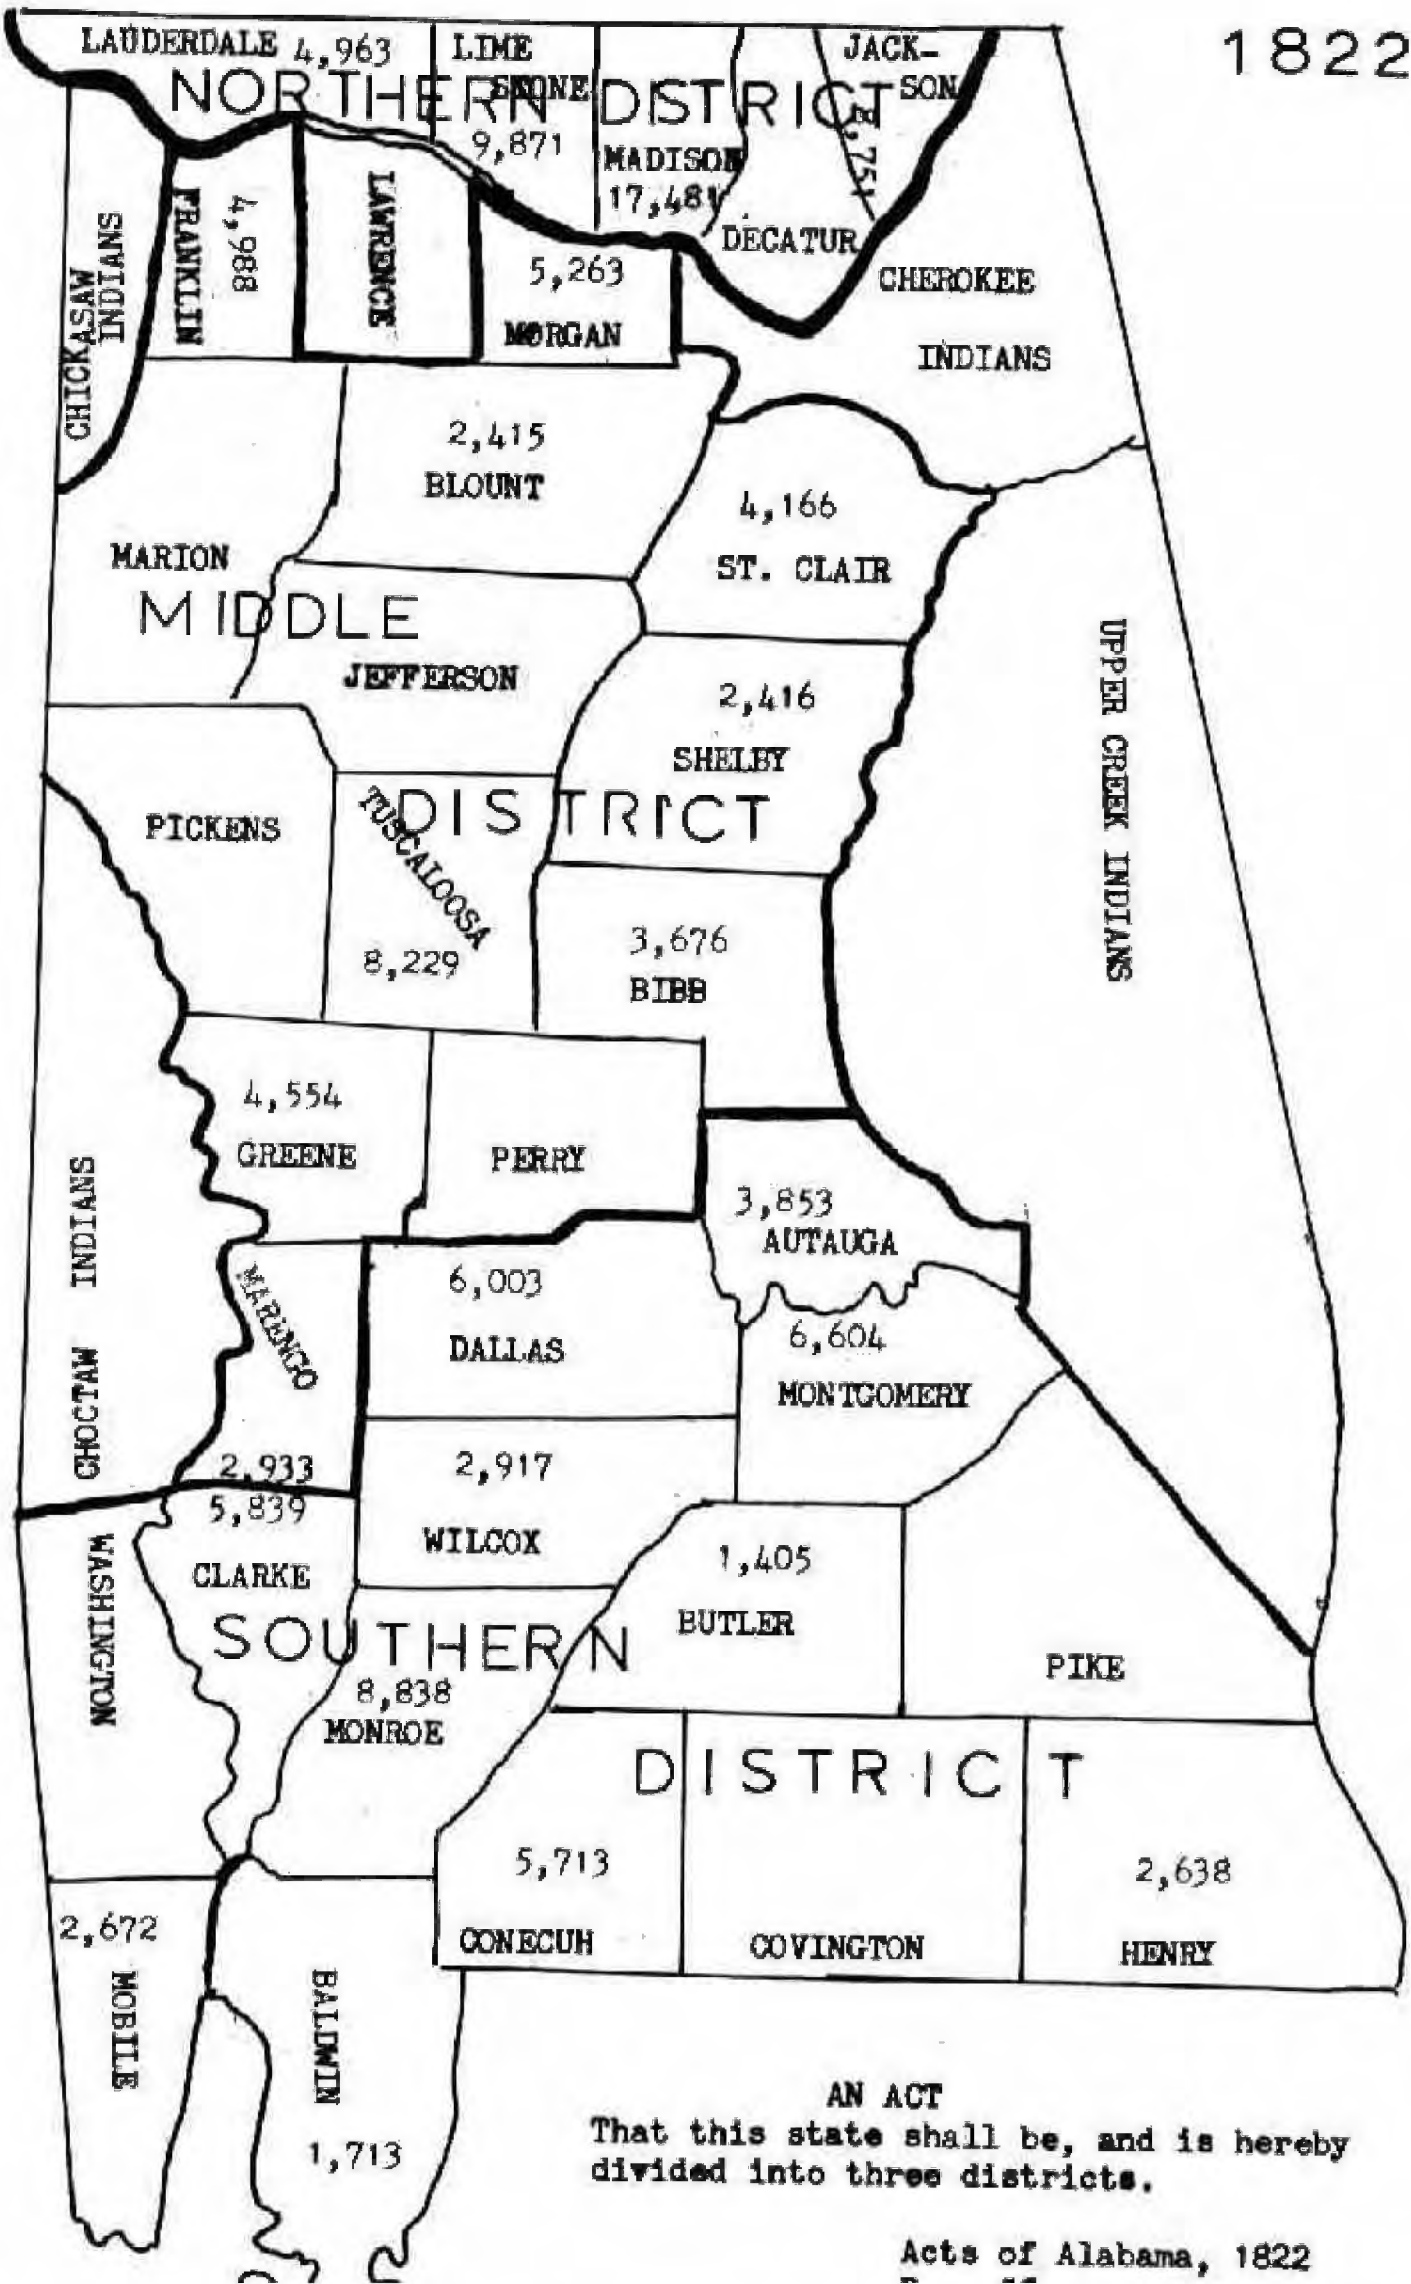 1822
LAUDERDALE 4,963
LIME
STONE
9,871
JACK-
SON
NORTHERN DISTRICT
MADISON
17,481
DECATUR
CHICKASAW
INDIANS
FRANKLIN
4,988
LAWRENCE
5,263
MORGAN
CHEROKEE
INDIANS
2,415
BLOUNT
4,166
ST. CLAIR
MARION
MIDDLE
JEFFERSON
2,416
SHELBY
UPPER CREEK INDIANS
DISTRICT
PICKENS
TUSCALOOSA
8,229
3,676
BIBB
4,554
GREENE
PERRY
3,853
AUTAUGA
CHOCTAW INDIANS
MARENGO
2,933
6,003
DALLAS
6,604
MONTGOMERY
2,917
WILCOX
5,839
CLARKE
WASHINGTON
1,405
BUTLER
PIKE
SOUTHERN
8,838
MONROE
DISTRICT
5,713
CONECUH
COVINGTON
2,638
HENRY
2,672
MOBILE
BALDWIN
1,713
AN ACT
That this state shall be, and is hereby
divided into three districts.
Acts of Alabama, 1822